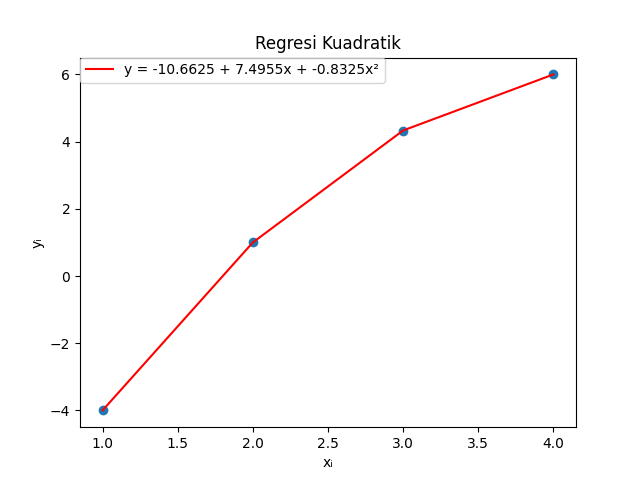 Regresi Kuadratik
y = -10.6625 + 7.4955x + -0.8325x²
6
4
2
0
−2
−4
yᵢ
1.0 1.5 2.0 2.5 3.0 3.5 4.0
xᵢ